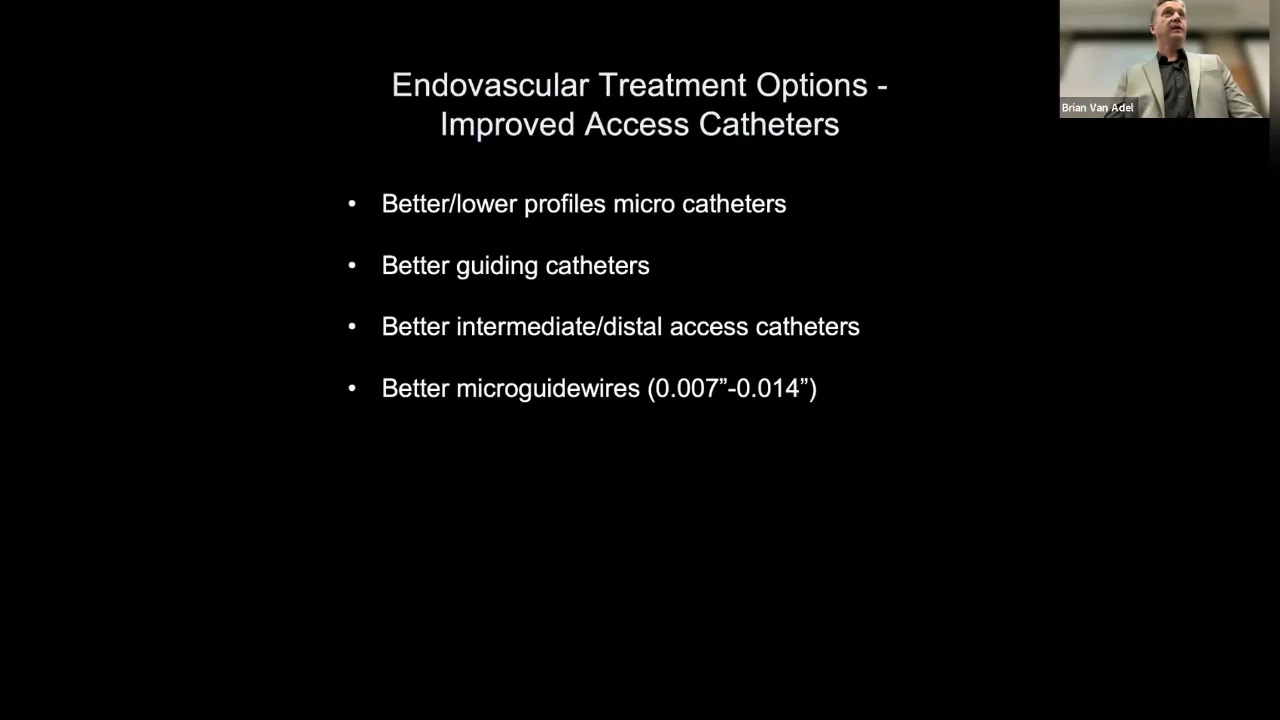 Endovascular Treatment Options -
Improved Access Catheters
• Better/lower profiles micro catheters
• Better guiding catheters
• Better intermediate/distal access catheters
• Better microguidewires (0.007”-0.014”)
Brian Van Adel